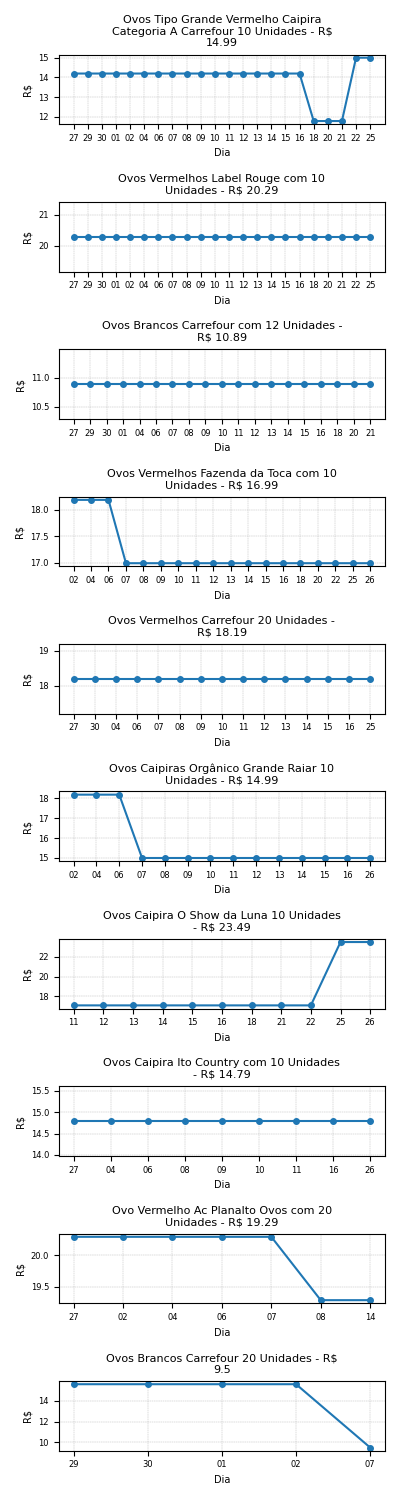 Ovos Tipo Grande Vermelho Caipira
Categoria A Carrefour 10 Unidades - R$
14.99
15
14
13
12
R$
27 29 30 01 02 04 06 07 08 09 10 11 12 13 14 15 16 18 20 21 22 25
Dia
Ovos Vermelhos Label Rouge com 10
Unidades - R$ 20.29
21
20
R$
27 29 30 01 02 04 06 07 08 09 10 11 12 13 14 15 16 18 20 21 22 25
Dia
Ovos Brancos Carrefour com 12 Unidades -
R$ 10.89
11.0
10.5
R$
27 29 30 01 04 06 07 08 09 10 11 12 13 14 15 16 18 20 21
Dia
Ovos Vermelhos Fazenda da Toca com 10
Unidades - R$ 16.99
18.0
17.5
17.0
R$
02 04 06 07 08 09 10 11 12 13 14 15 16 18 20 22 25 26
Dia
Ovos Vermelhos Carrefour 20 Unidades -
R$ 18.19
19
18
R$
27 30 04 06 07 08 09 10 11 12 13 14 15 16 25
Dia
Ovos Caipiras Orgânico Grande Raiar 10
Unidades - R$ 14.99
18
17
16
15
R$
02 04 06 07 08 09 10 11 12 13 14 15 16 26
Dia
Ovos Caipira O Show da Luna 10 Unidades
- R$ 23.49
22
20
18
R$
11 12 13 14 15 16 18 21 22 25 26
Dia
Ovos Caipira Ito Country com 10 Unidades
- R$ 14.79
15.5
15.0
14.5
14.0
R$
27 04 06 08 09 10 11 16 26
Dia
Ovo Vermelho Ac Planalto Ovos com 20
Unidades - R$ 19.29
20.0
19.5
R$
27 02 04 06 07 08 14
Dia
Ovos Brancos Carrefour 20 Unidades - R$
9.5
14
12
10
R$
29 30 01 02 07
Dia